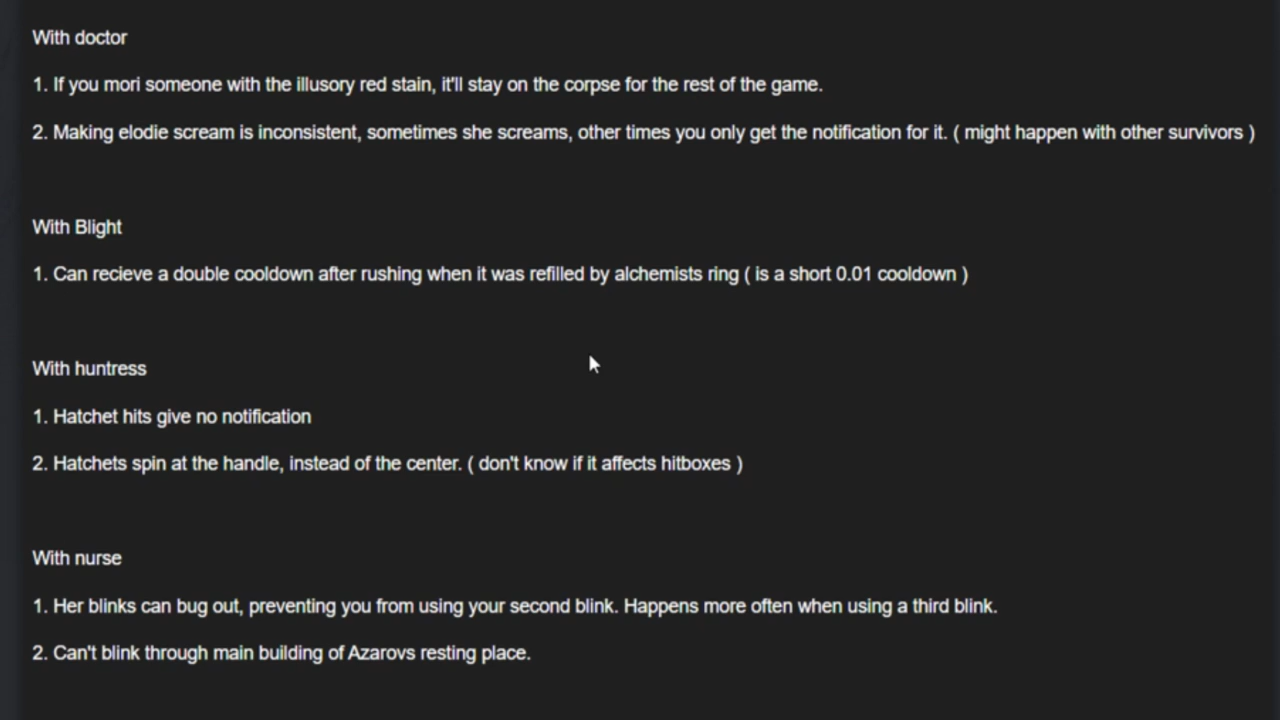 With doctor
1. If you mori someone with the illusory red stain, it'll stay on the corpse for the rest of the game.
2. Making elodie scream is inconsistent, sometimes she screams, other times you only get the notification for it. ( might happen with other survivors )
With Blight
1. Can recieve a double cooldown after rushing when it was refilled by alchemists ring ( is a short 0.01 cooldown )
With huntress
1. Hatchet hits give no notification
2. Hatchets spin at the handle, instead of the center. ( don't know if it affects hitboxes )
With nurse
1. Her blinks can bug out, preventing you from using your second blink. Happens more often when using a third blink.
2. Can't blink through main building of Azarovs resting place.